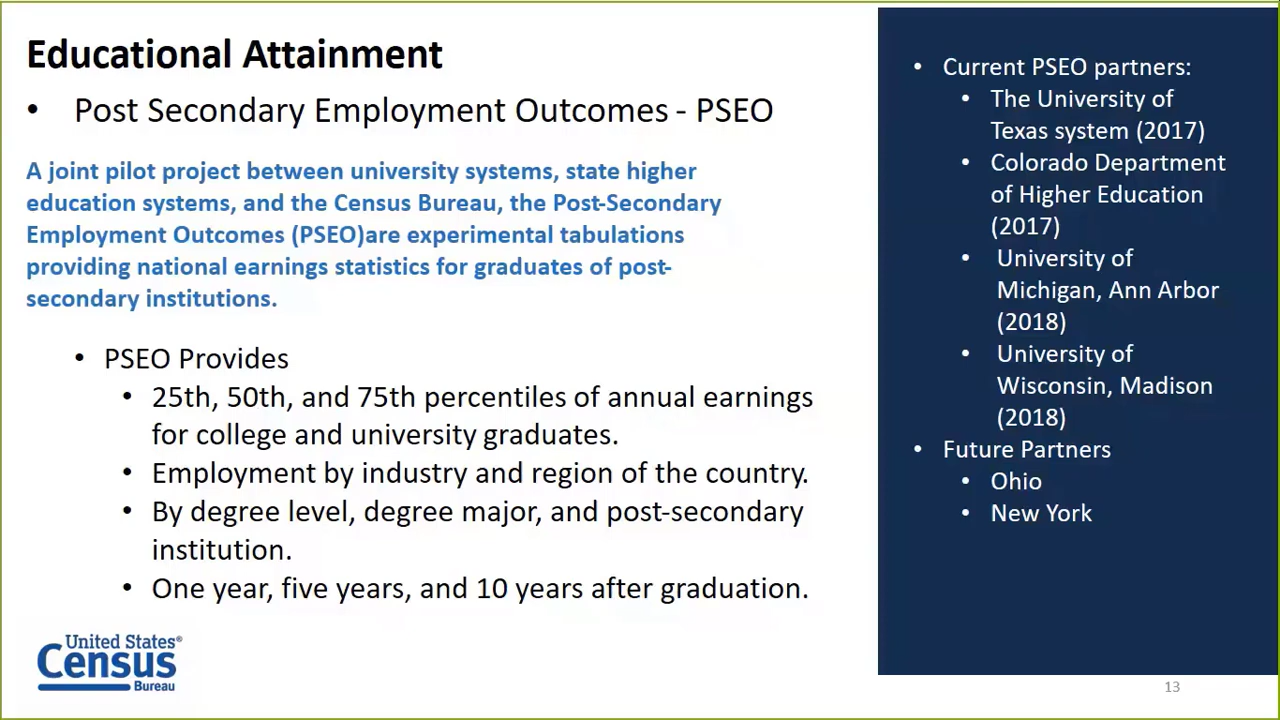 Educational Attainment
• Post Secondary Employment Outcomes - PSEO
A joint pilot project between university systems, state higher
education systems, and the Census Bureau, the Post-Secondary
Employment Outcomes (PSEO)are experimental tabulations
providing national earnings statistics for graduates of post-
secondary institutions.
• PSEO Provides
• 25th, 50th, and 75th percentiles of annual earnings
for college and university graduates.
• Employment by industry and region of the country.
• By degree level, degree major, and post-secondary
institution.
• One year, five years, and 10 years after graduation.
United States®
Census
Bureau
• Current PSEO partners:
• The University of
Texas system (2017)
• Colorado Department
of Higher Education
(2017)
• University of
Michigan, Ann Arbor
(2018)
• University of
Wisconsin, Madison
(2018)
• Future Partners
• Ohio
• New York
13